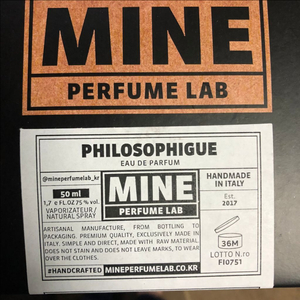 MINE
PERFUME LAB
PHILOSOPHIGUE
EAU DE PARFUM
@mineperfumelab_kr
50 ml
1,7 e FL OZ 75 % vol.
VAPORIZATEUR /
NATURAL SPRAY
MINE
PERFUME LAB
HANDMADE
IN ITALY
Est.
2017
ARTISANAL MANUFACTURE, FROM BOTTLING TO
PACKAGING. PREMIUM QUALITY, EXCLUSIVELY MADE IN
ITALY. SIMPLE AND DIRECT, MADE WITH RAW MATERIAL.
DOES NOT STAIN AND DOES NOT LEAVE MARKS, TO WEAR
OVER THE CLOTHES.
36M
LOTTO N.ro
FI0751
#HANDCRAFTED MINEPERFUMELAB.CO.KR